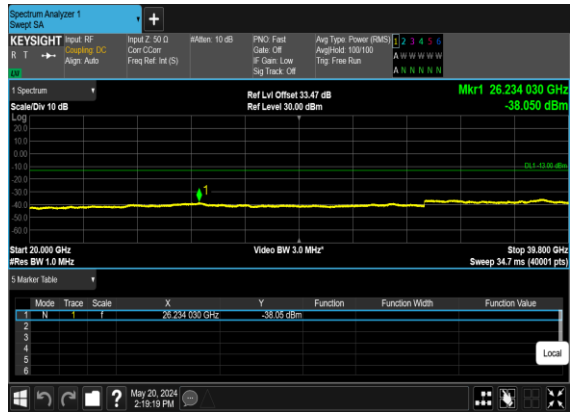 Spectrum Analyzer 1
Swept SA
+
KEYSIGHT
R T
LU
Input: RF
Coupling: DC
Align: Auto
Input Z: 50 Ω
Corr CCorr
Freq Ref: Int (S)
#Atten: 10 dB
PNO: Fast
Gate: Off
IF Gain: Low
Sig Track: Off
Avg Type: Power (RMS)
Avg|Hold: 100/100
Trig: Free Run
1 2 3 4 5 6
A W W W W W
A N N N N N
1 Spectrum
Scale/Div 10 dB
Ref Lvl Offset 33.47 dB
Ref Level 30.00 dBm
Mkr1 26.234 030 GHz
-38.050 dBm
Log
20.0
10.0
0.00
-10.0
-20.0
-30.0
-40.0
-50.0
-60.0
DL1 -13.00 dBm
1
Start 20.000 GHz
#Res BW 1.0 MHz
Video BW 3.0 MHz*
Stop 39.800 GHz
Sweep 34.7 ms (40001 pts)
5 Marker Table
Mode Trace Scale X Y Function Function Width Function Value
1 N 1 f 26.234 030 GHz -38.05 dBm
2
3
4
5
6
Local
?
May 20, 2024
2:19:19 PM